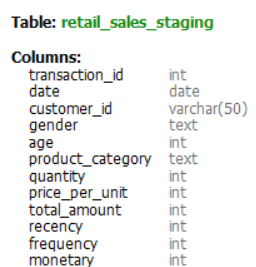 Table: retail_sales_staging
Columns:
transaction_id int
date date
customer_id varchar(50)
gender text
age int
product_category text
quantity int
price_per_unit int
total_amount int
recency int
frequency int
monetary int